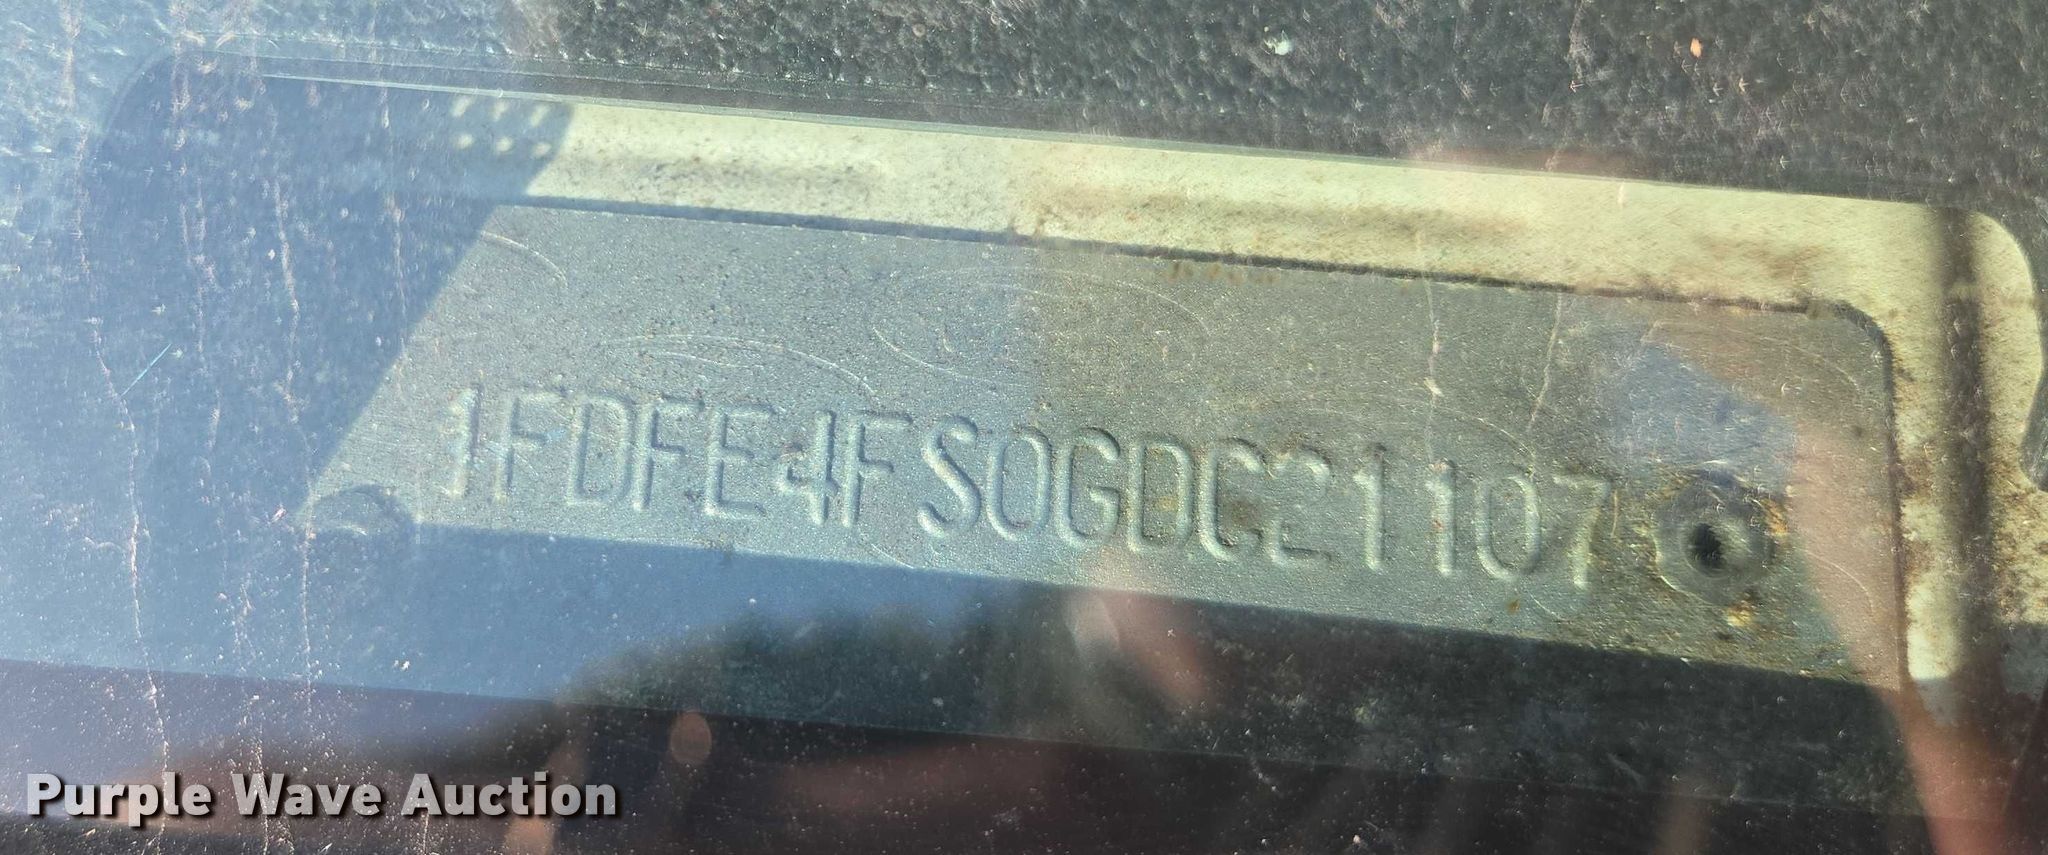 1FDFE4FS0GDC21107
Purple Wave Auction